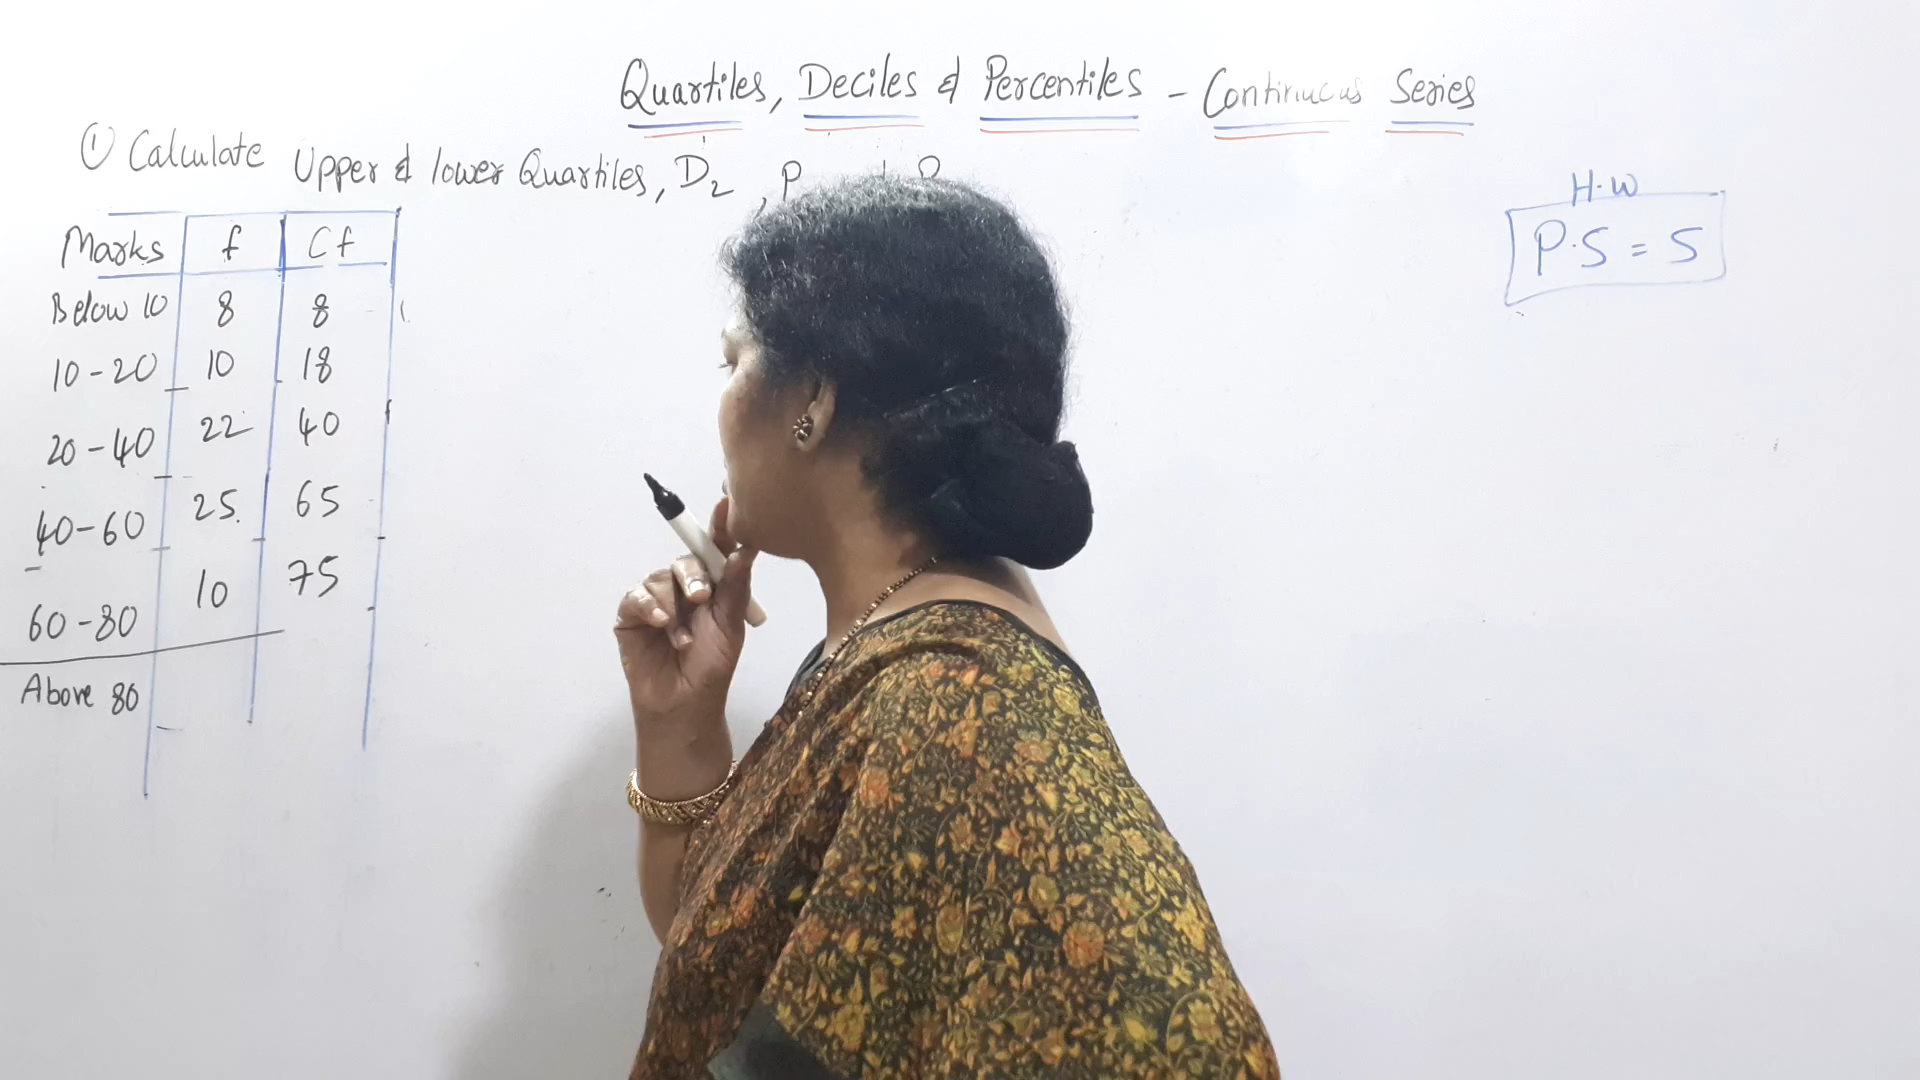 Quartiles, Deciles & Percentiles - Continuous Series
① Calculate Upper & lower Quartiles, D2, P
H.W
P.S = S
Marks f Cf
Below 10 8 8
10-20 10 18
20-40 22 40
40-60 25 65
60-80 10 75
Above 80